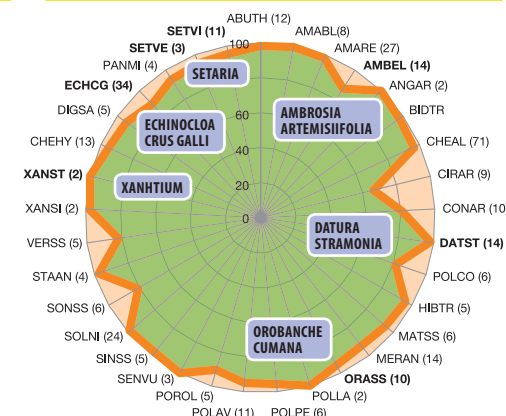 ABUTH (12)
AMABL(8)
AMARE (27)
AMBEL (14)
ANGAR (2)
BIDTR
CHEAL (71)
CIRAR (9)
CONAR (10
DATST (14)
POLCO (6)
HIBTR (5)
MATSS (6)
MERAN (14)
ORASS (10)
POLLA (2)
POLPE (6)
POLAV (11)
POROL (5)
SENVU (3)
SINSS (5)
SOLNI (24)
SONSS (6)
STAAN (4)
VERSS (5)
XANSI (2)
XANST (2)
CHEHY (13)
DIGSA (5)
ECHCG (34)
PANMI (4)
SETVE (3)
SETVI (11)
100
80
60
40
20
0
SETARIA
ECHINOCLOA
CRUS GALLI
XANHTIUM
AMBROSIA
ARTEMISIIFOLIA
DATURA
STRAMONIA
OROBANCHE
CUMANA